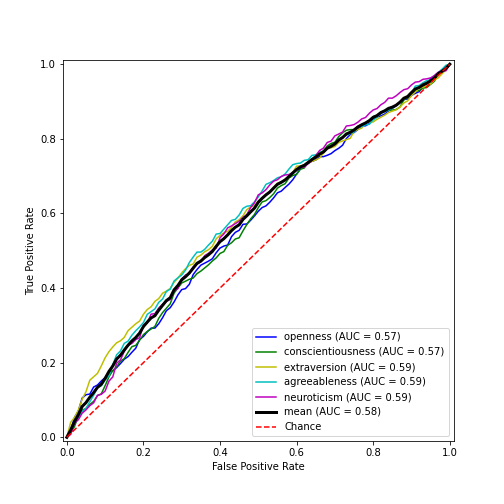 1.0
0.8
0.6
0.4
0.2
0.0
True Positive Rate
openness (AUC = 0.57)
conscientiousness (AUC = 0.57)
extraversion (AUC = 0.59)
agreeableness (AUC = 0.59)
neuroticism (AUC = 0.59)
mean (AUC = 0.58)
Chance
0.0 0.2 0.4 0.6 0.8 1.0
False Positive Rate